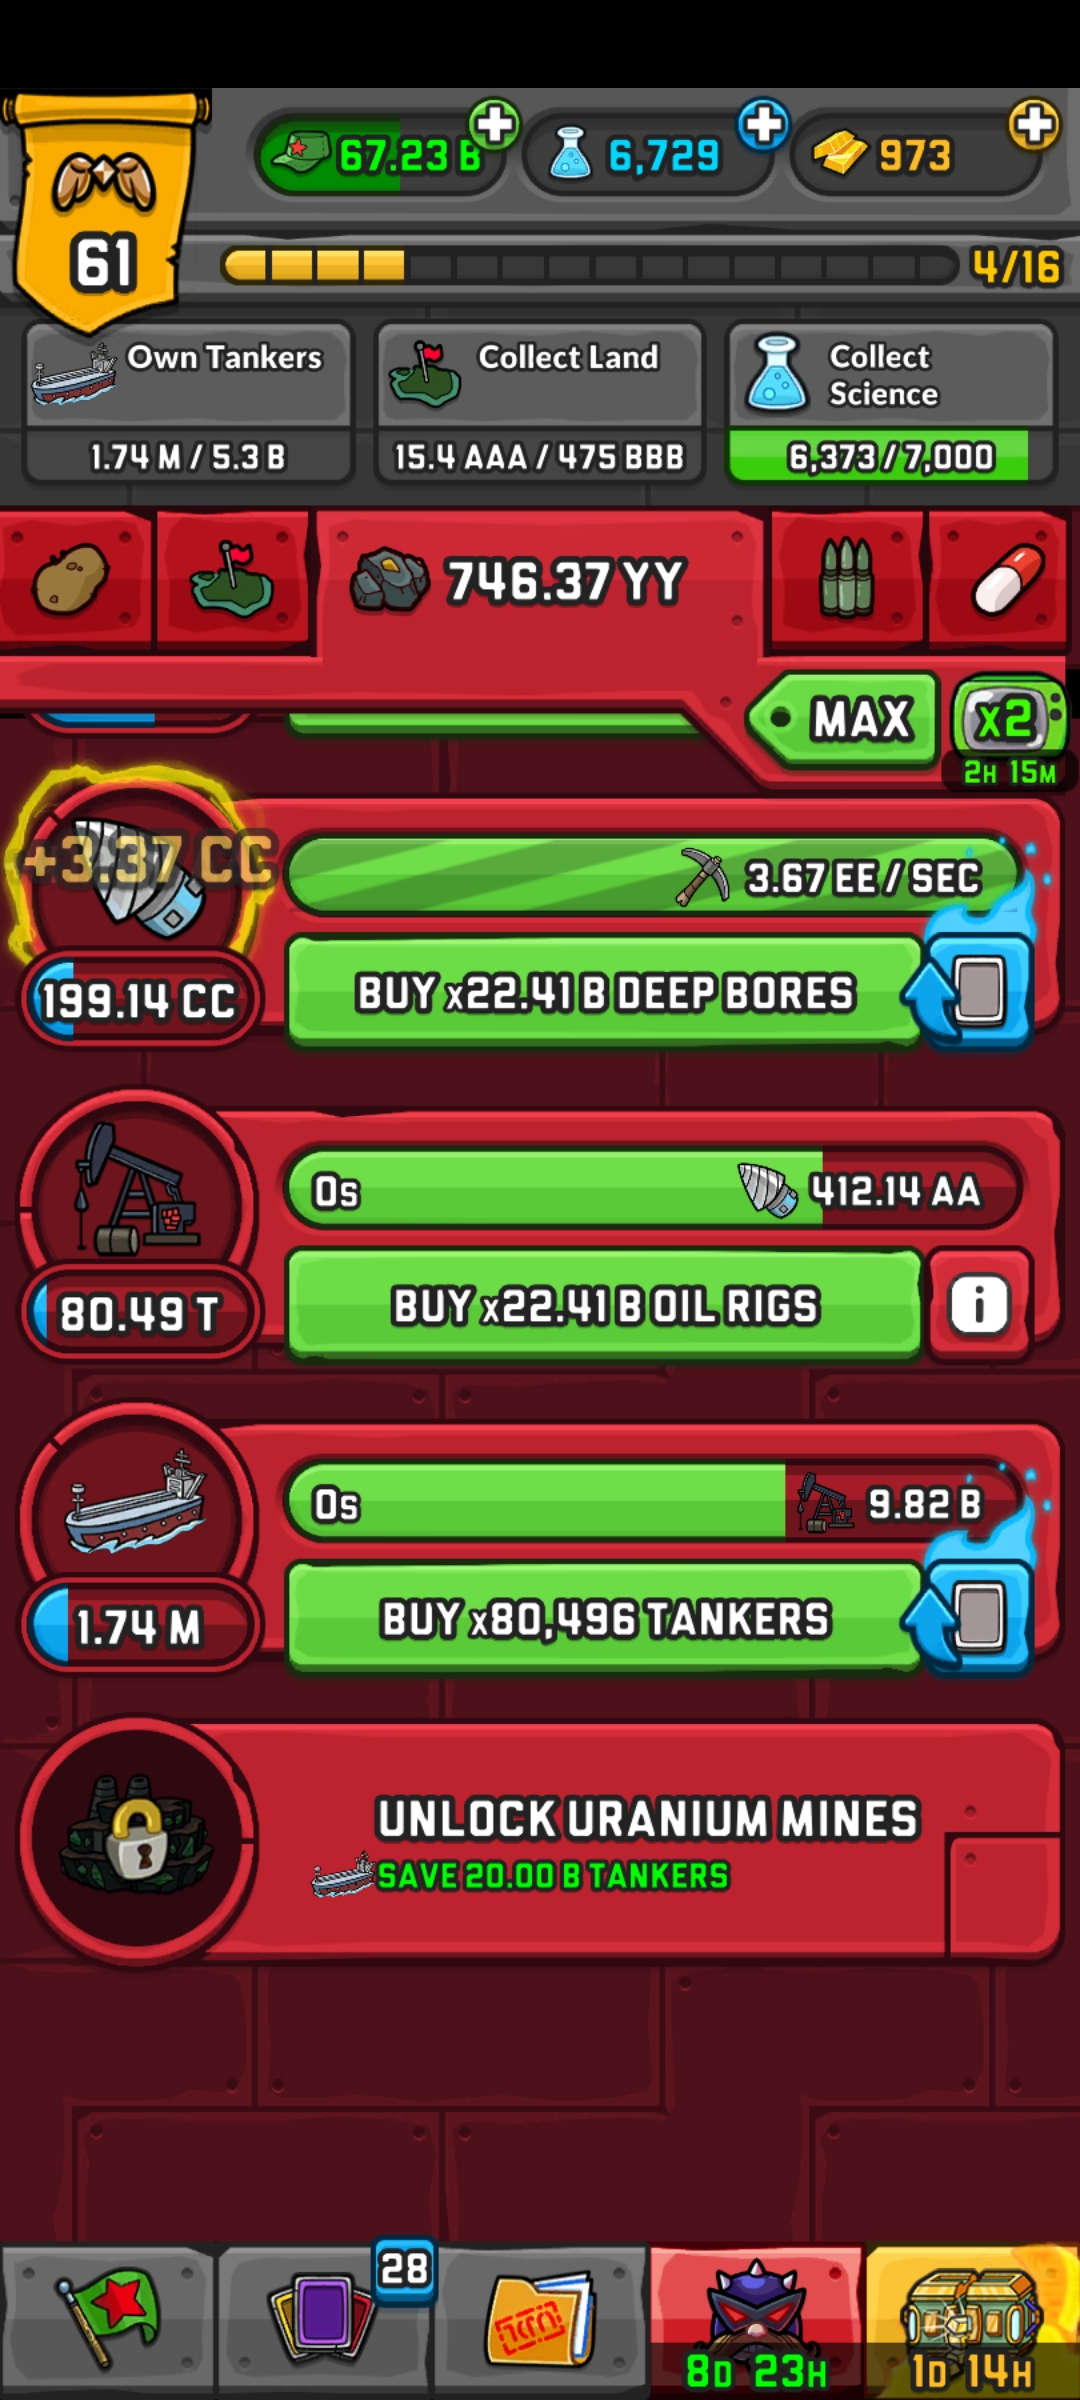 67.23 B
6,729
973
61
4/16
Own Tankers
1.74 M / 5.3 B
Collect Land
15.4 AAA / 475 BBB
Collect
Science
6,373 / 7,000
746.37 YY
MAX
x2
2H 15M
+3.37 CC
3.67 EE / SEC
199.14 CC
BUY x22.41 B DEEP BORES
0s
412.14 AA
80.49 T
BUY x22.41 B OIL RIGS
i
0s
9.82 B
1.74 M
BUY x80,496 TANKERS
UNLOCK URANIUM MINES
SAVE 20.00 B TANKERS
28
8D 23H
1D 14H